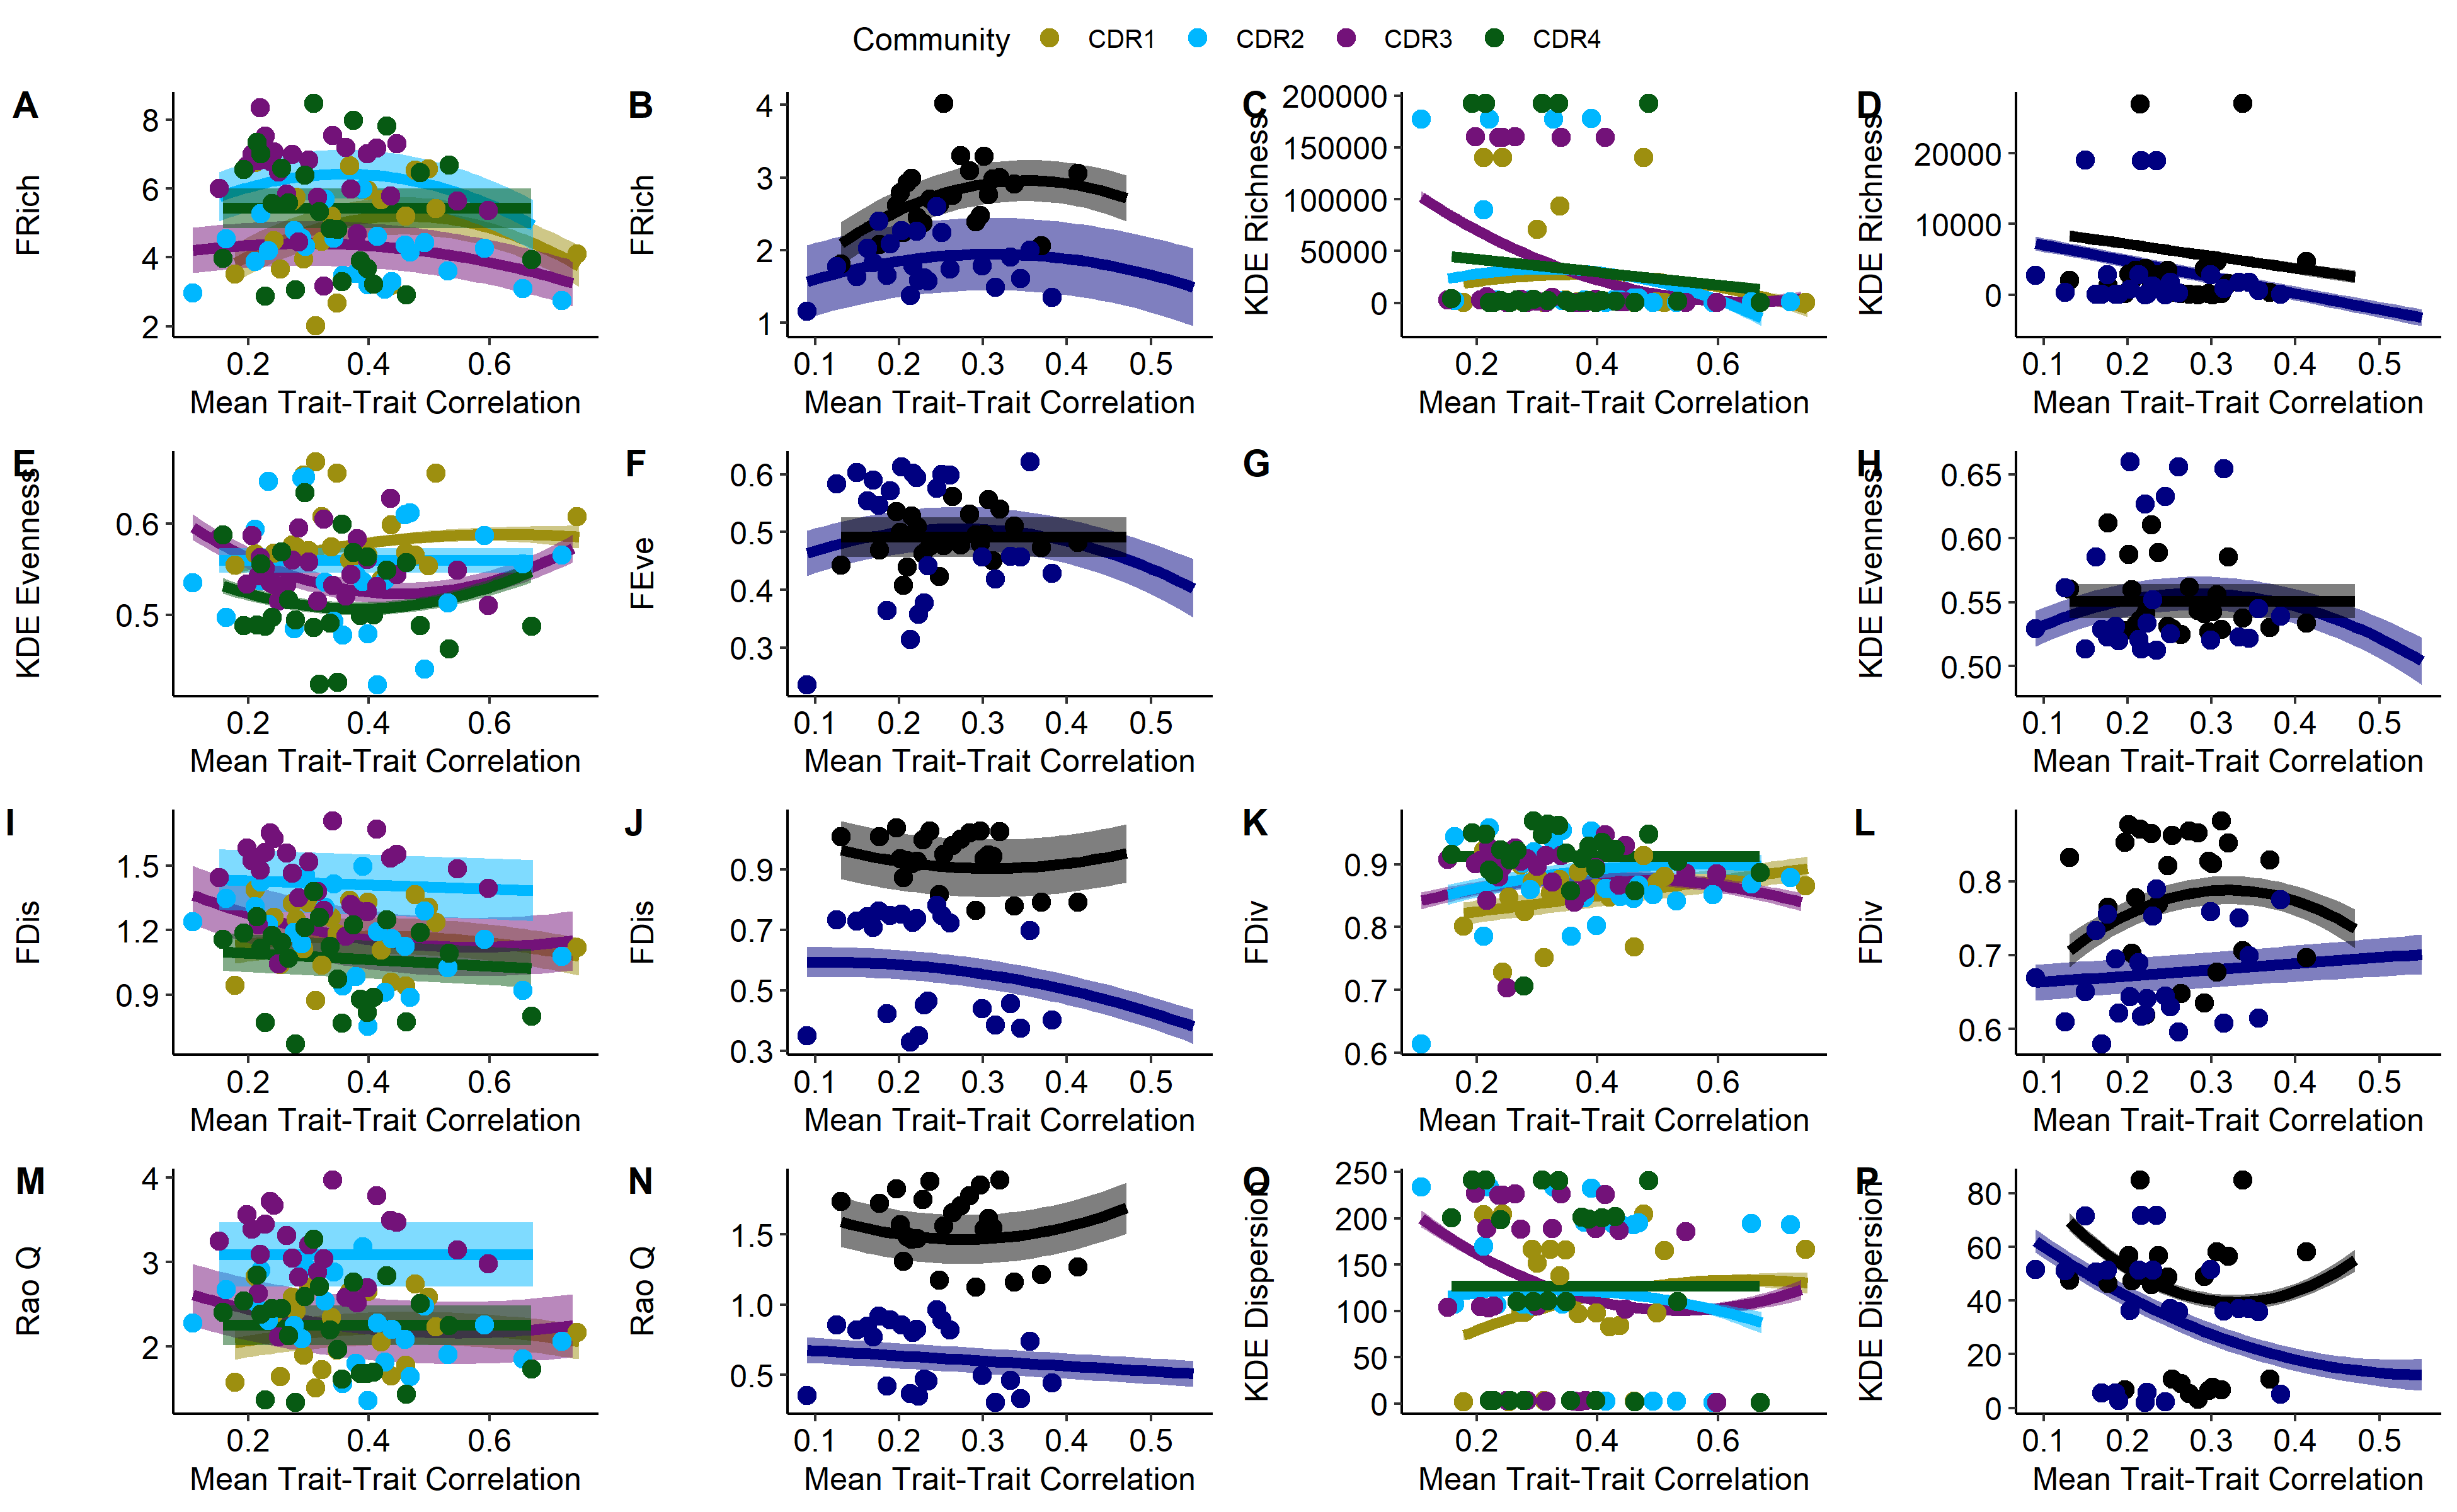 Community CDR1 CDR2 CDR3 CDR4
A B C D
FRich FRich KDE Richness KDE Richness
8 6 4 2
4 3 2 1
200000 150000 100000 50000 0
20000 10000 0
0.2 0.4 0.6
0.1 0.2 0.3 0.4 0.5
0.2 0.4 0.6
0.1 0.2 0.3 0.4 0.5
Mean Trait-Trait Correlation Mean Trait-Trait Correlation Mean Trait-Trait Correlation Mean Trait-Trait Correlation
E F G H
KDE Evenness FEve KDE Evenness
0.6 0.5
0.6 0.5 0.4 0.3
0.65 0.60 0.55 0.50
0.2 0.4 0.6
0.1 0.2 0.3 0.4 0.5
0.1 0.2 0.3 0.4 0.5
Mean Trait-Trait Correlation Mean Trait-Trait Correlation Mean Trait-Trait Correlation
I J K L
FDis FDis FDiv FDiv
1.5 1.2 0.9
0.9 0.7 0.5 0.3
0.9 0.8 0.7 0.6
0.8 0.7 0.6
0.2 0.4 0.6
0.1 0.2 0.3 0.4 0.5
0.2 0.4 0.6
0.1 0.2 0.3 0.4 0.5
Mean Trait-Trait Correlation Mean Trait-Trait Correlation Mean Trait-Trait Correlation Mean Trait-Trait Correlation
M N O P
Rao Q Rao Q KDE Dispersion KDE Dispersion
4 3 2
1.5 1.0 0.5
250 200 150 100 50 0
80 60 40 20 0
0.2 0.4 0.6
0.1 0.2 0.3 0.4 0.5
0.2 0.4 0.6
0.1 0.2 0.3 0.4 0.5
Mean Trait-Trait Correlation Mean Trait-Trait Correlation Mean Trait-Trait Correlation Mean Trait-Trait Correlation